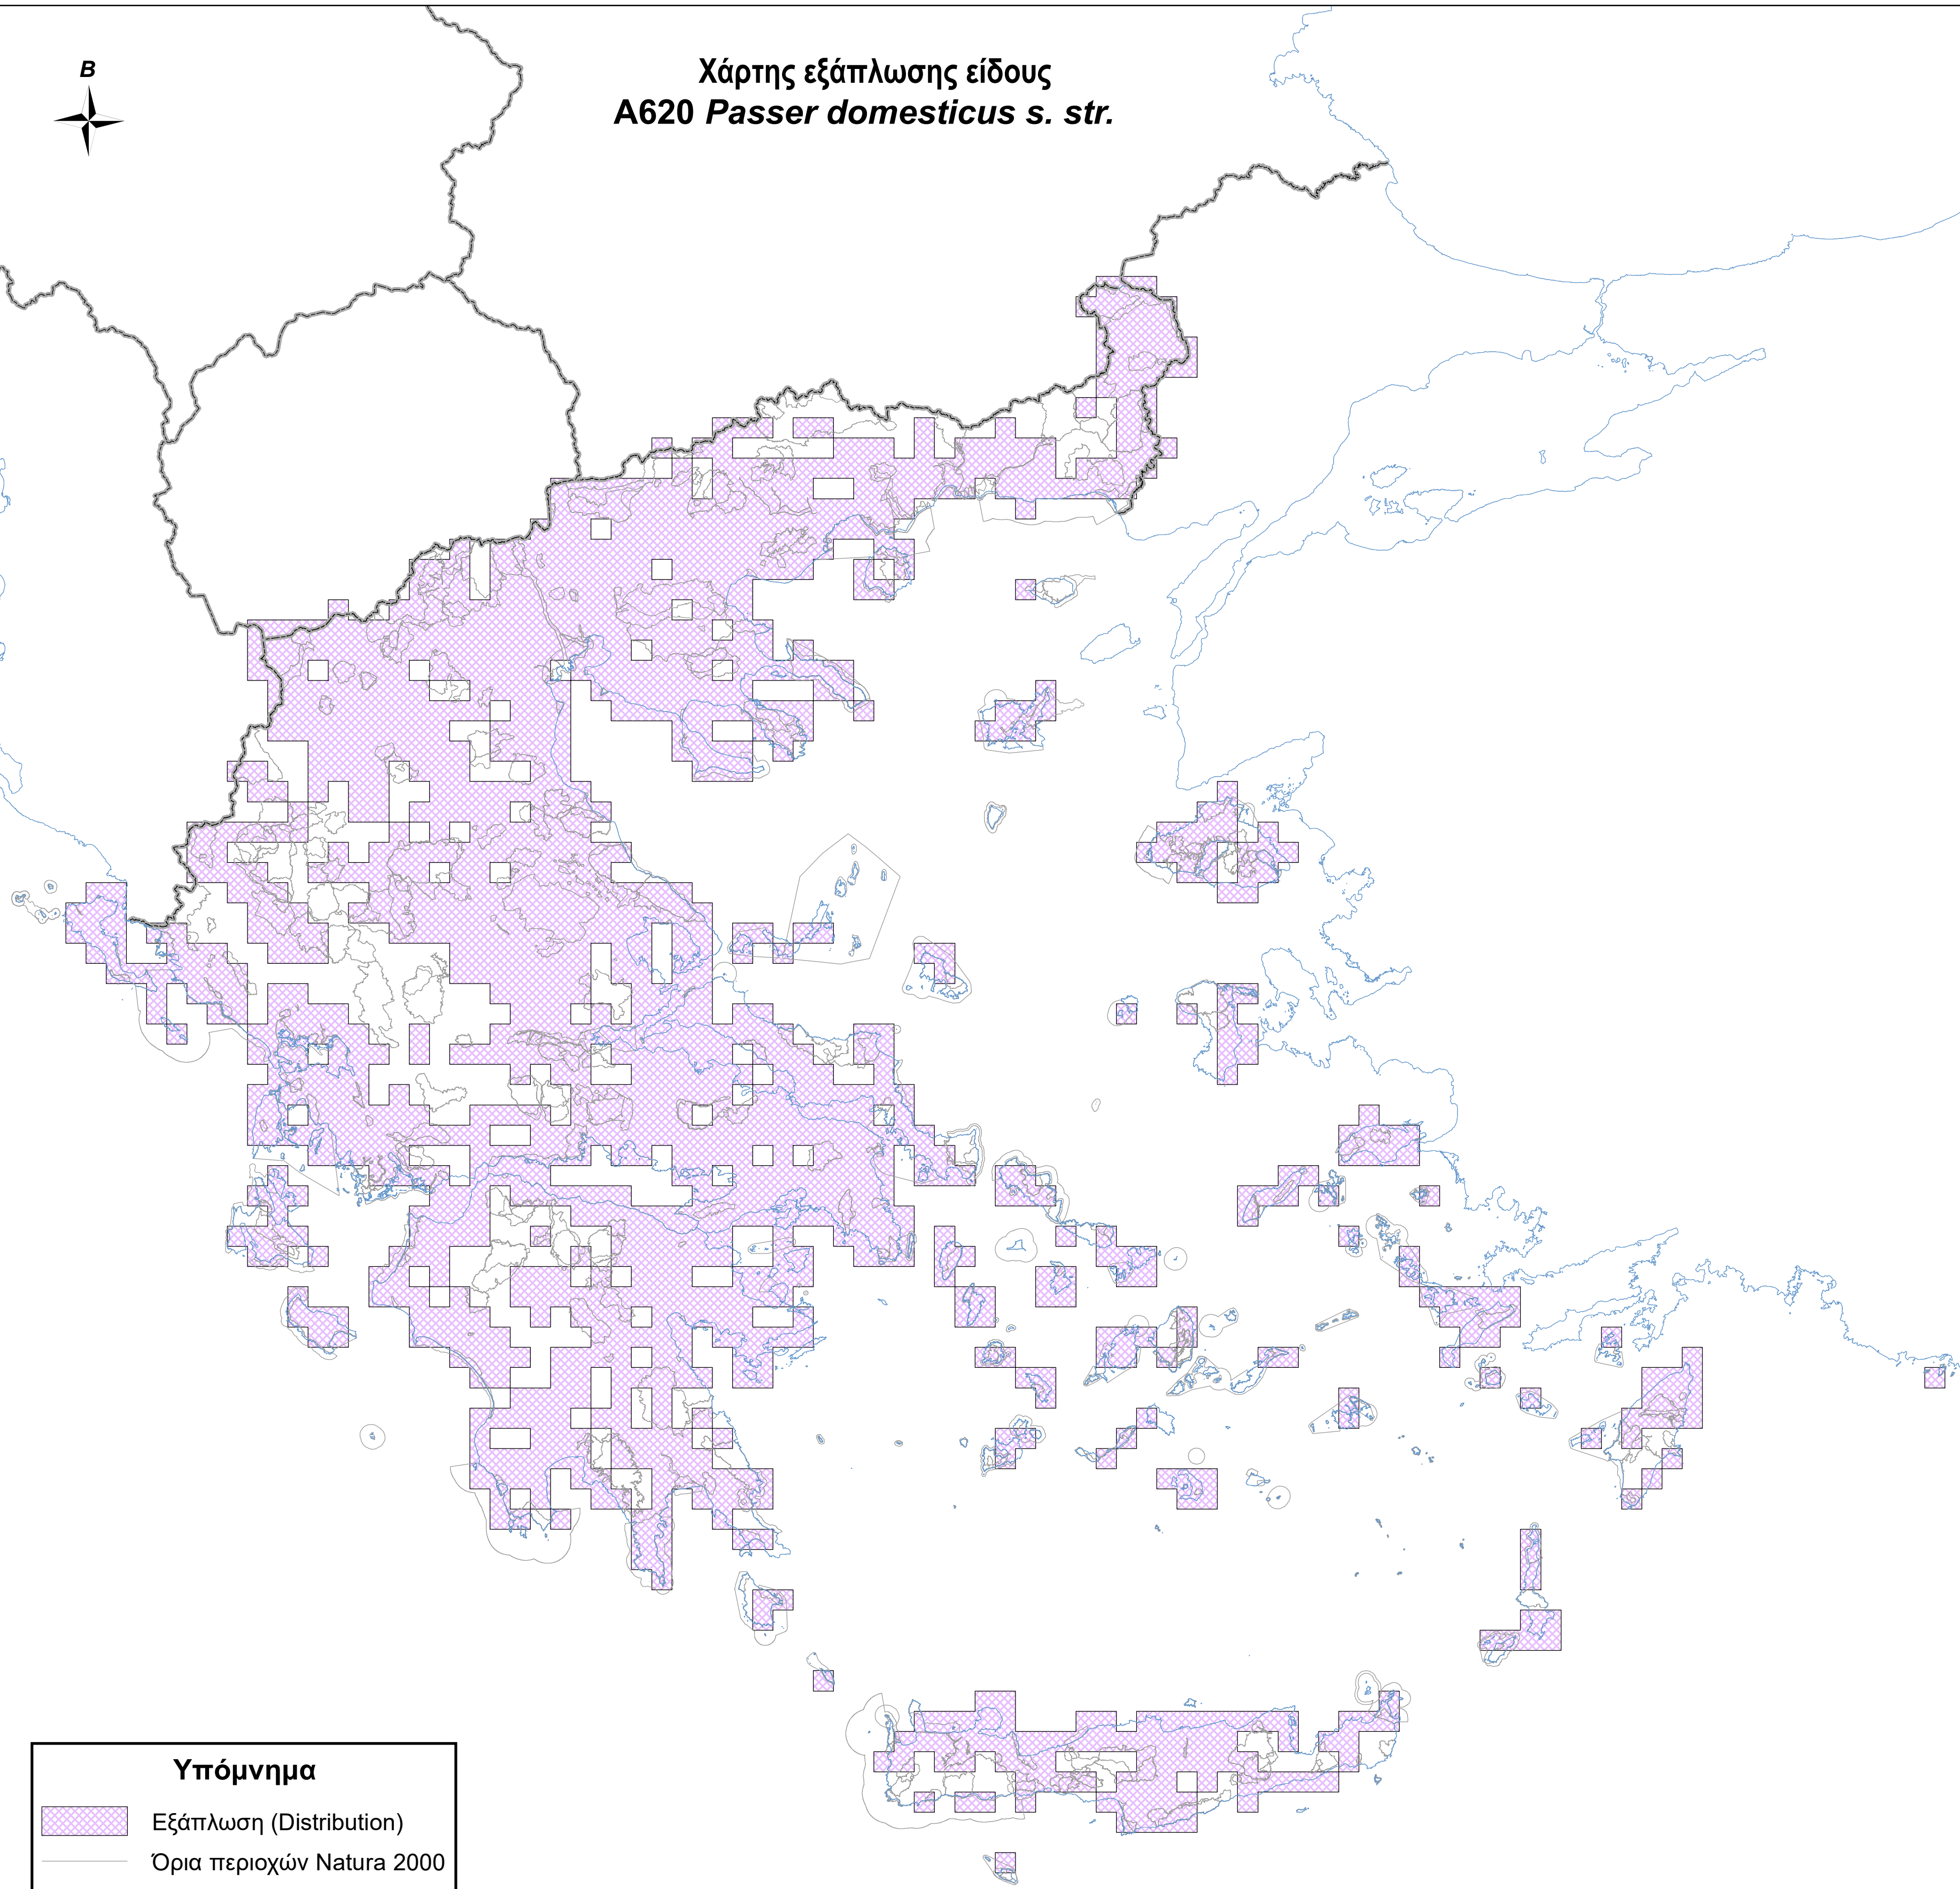 Χάρτης εξάπλωσης είδους
A620 Passer domesticus s. str.
Β
Υπόμνημα
Εξάπλωση (Distribution)
Όρια περιοχών Natura 2000